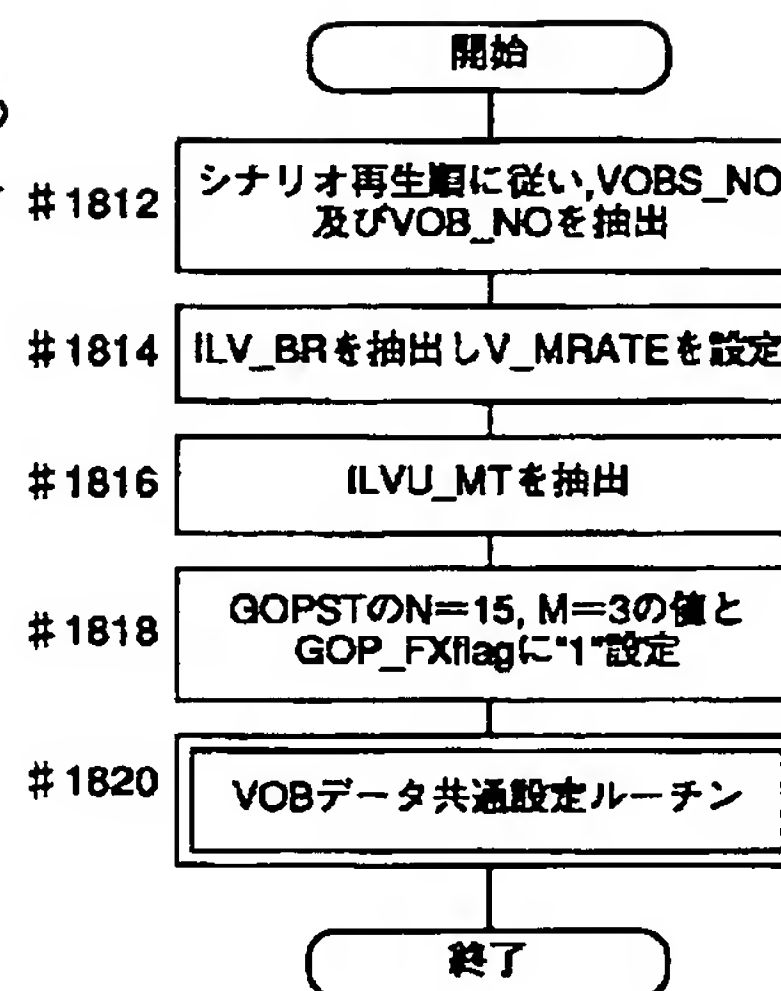 開始
#1812
シナリオ再生順に従い,VOBS_NO
及びVOB_NOを抽出
#1814
ILV_BRを抽出しV_MRATEを設定
#1816
ILVU_MTを抽出
#1818
GOPSTのN=15, M=3の値と
GOP_FXflagに"1"設定
#1820
VOBデータ共通設定ルーチン
終了